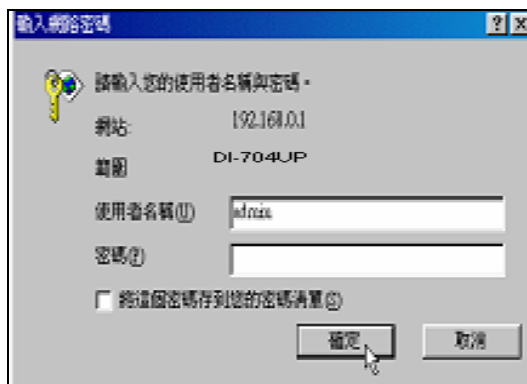 輸入網路密碼
請輸入您的使用者名稱與密碼。
網站: 192.168.0.1
範圍 DI-704UP
使用者名稱(U) admin
密碼(P)
將這個密碼存到您的密碼清單(S)
確定 取消